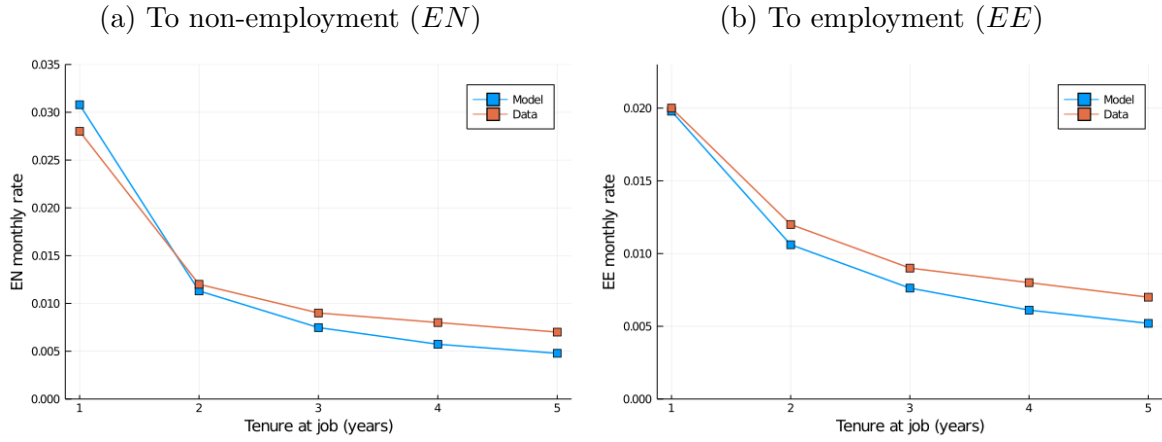 (a) To non-employment (EN)
0.035
0.030
0.025
0.020
0.015
0.010
0.005
0.000
EN monthly rate
Model
Data
1 2 3 4 5
Tenure at job (years)
(b) To employment (EE)
0.020
0.015
0.010
0.005
0.000
EE monthly rate
Model
Data
1 2 3 4 5
Tenure at job (years)